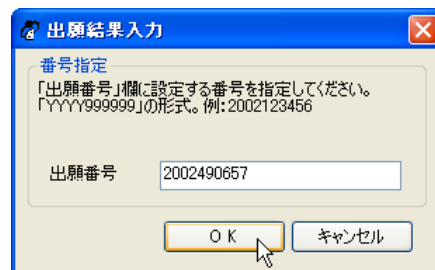 出願結果入力
番号指定
「出願番号」欄に設定する番号を指定してください。
「YYYY999999」の形式。例:2002123456
出願番号 2002490657
OK キャンセル